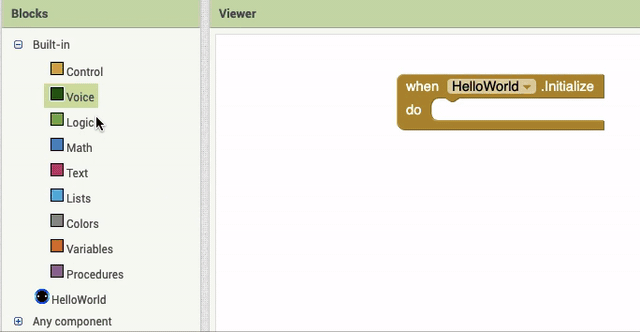 Blocks
Viewer
Built-in
Control
Voice
Logic
Math
Text
Lists
Colors
Variables
Procedures
HelloWorld
Any component
when HelloWorld .Initialize
do